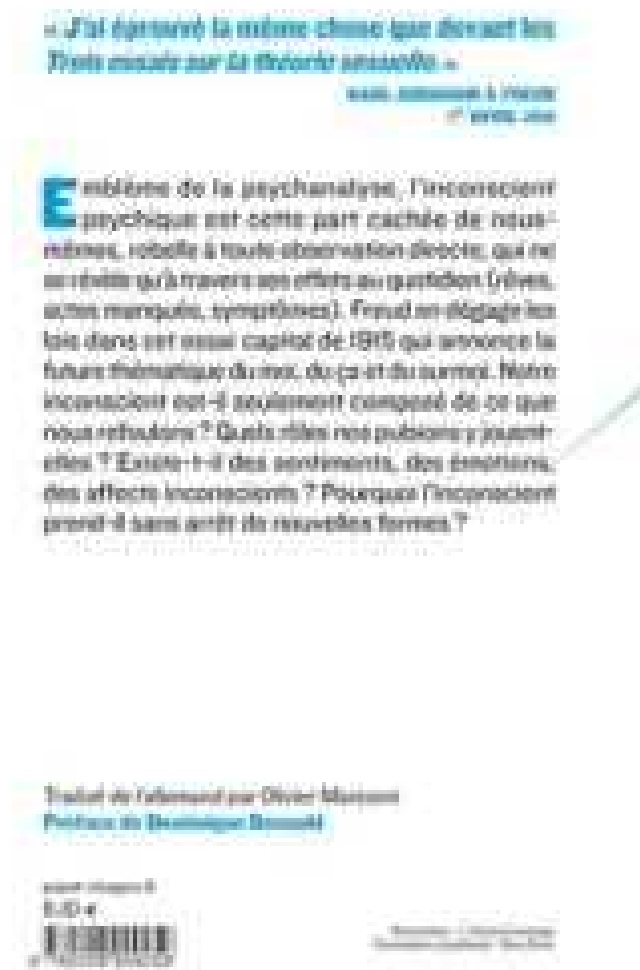 « J'ai éprouvé la même chose que devant les
Trois essais sur la théorie sexuelle. »
KARL ABRAHAM À FREUD
1er AVRIL
Emblème de la psychanalyse, l'inconscient
psychique est cette part cachée de nous-
mêmes, rebelle à toute observation directe, qui ne
se révèle qu'à travers ses effets au quotidien (rêves,
actes manqués, symptômes). Freud en dégage les
lois dans cet essai capital de 1915 qui annonce la
future thématique du moi, du ça et du surmoi. Notre
inconscient est-il seulement composé de ce que
nous refoulons ? Quels rôles nos pulsions y jouent-
elles ? Existe-t-il des sentiments, des émotions,
des affects inconscients ? Pourquoi l'inconscient
prend-il sans arrêt de nouvelles formes ?
Traduit de l'allemand par Olivier Mannoni
Préface de Dominique